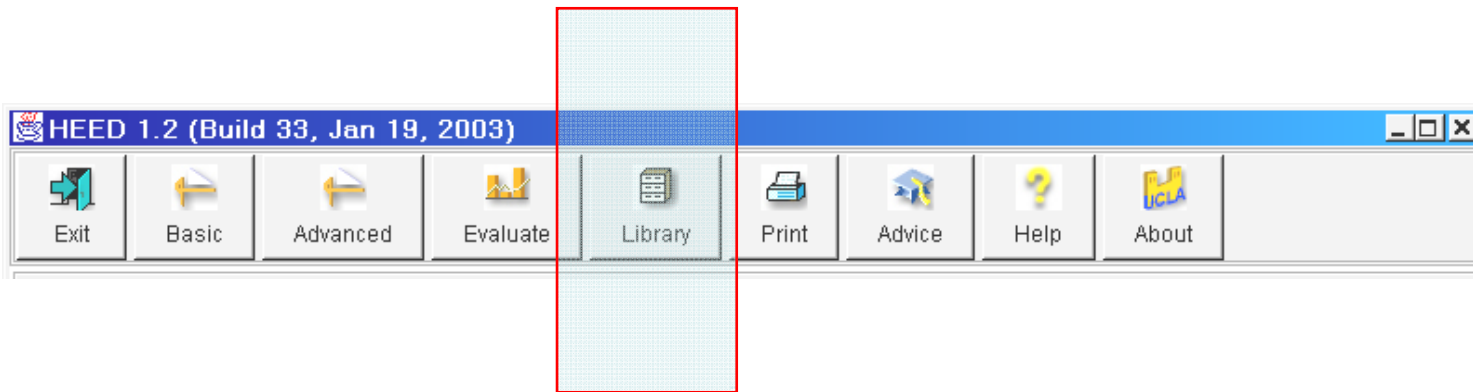 HEED 1.2 (Build 33, Jan 19, 2003)
Exit Basic Advanced Evaluate Library Print Advice Help UCLA About